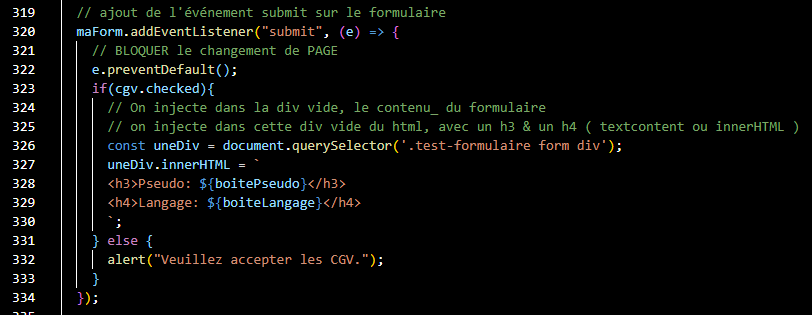 319 // ajout de l'événement submit sur le formulaire
320 maForm.addEventListener("submit", (e) => {
321 // BLOQUER le changement de PAGE
322 e.preventDefault();
323 if(cgv.checked){
324 // On injecte dans la div vide, le contenu_ du formulaire
325 // on injecte dans cette div vide du html, avec un h3 & un h4 ( textcontent ou innerHTML )
326 const uneDiv = document.querySelector('.test-formulaire form div');
327 uneDiv.innerHTML = `
328 <h3>Pseudo: ${boitePseudo}</h3>
329 <h4>Langage: ${boiteLangage}</h4>
330 `;
331 } else {
332 alert("Veuillez accepter les CGV.");
333 }
334 });